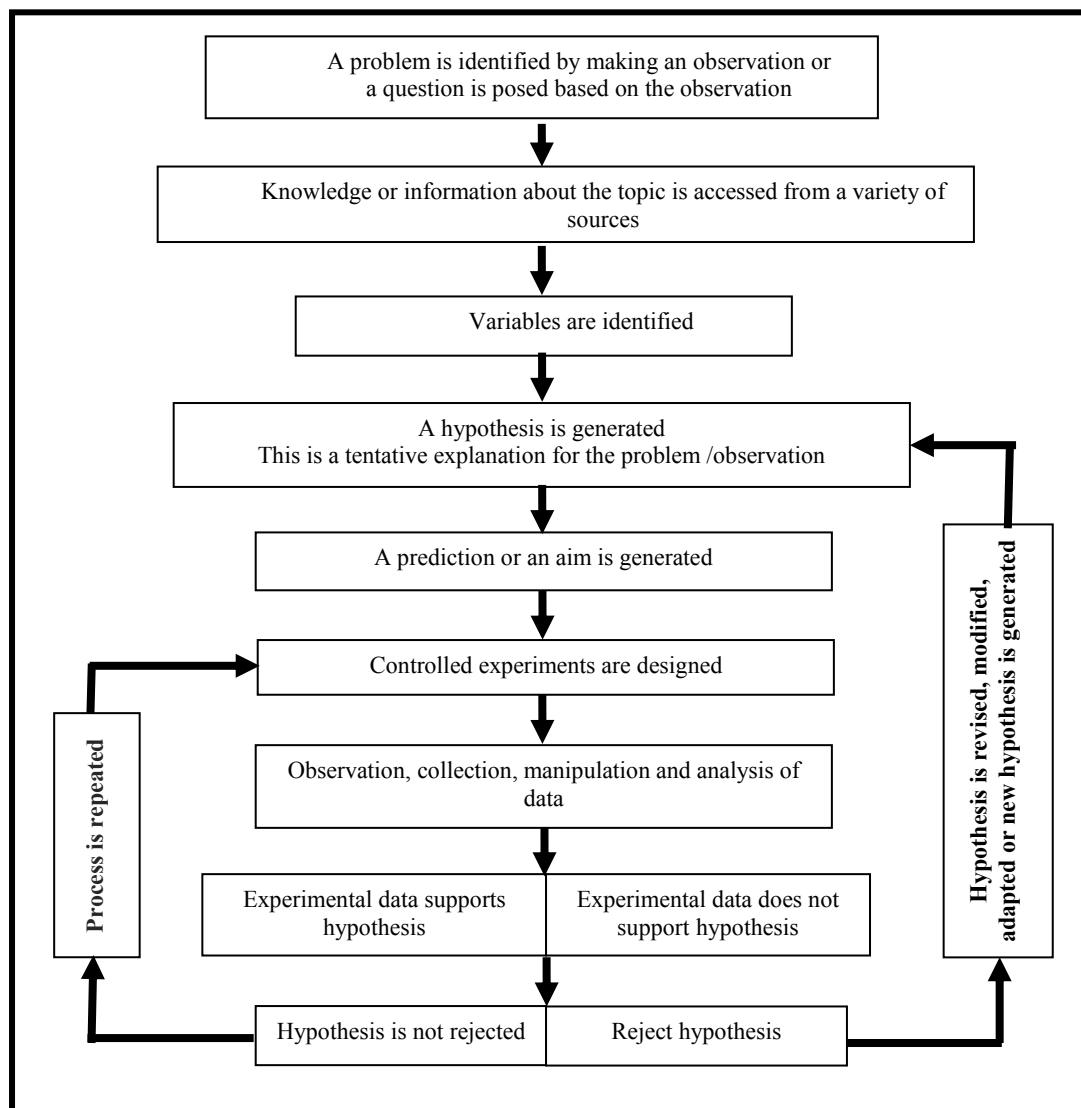 A problem is identified by making an observation or
a question is posed based on the observation
Knowledge or information about the topic is accessed from a variety of
sources
Variables are identified
A hypothesis is generated
This is a tentative explanation for the problem /observation
A prediction or an aim is generated
Controlled experiments are designed
Observation, collection, manipulation and analysis of
data
Experimental data supports
hypothesis
Experimental data does not
support hypothesis
Hypothesis is not rejected
Reject hypothesis
Process is repeated
Hypothesis is revised, modified,
adapted or new hypothesis is generated